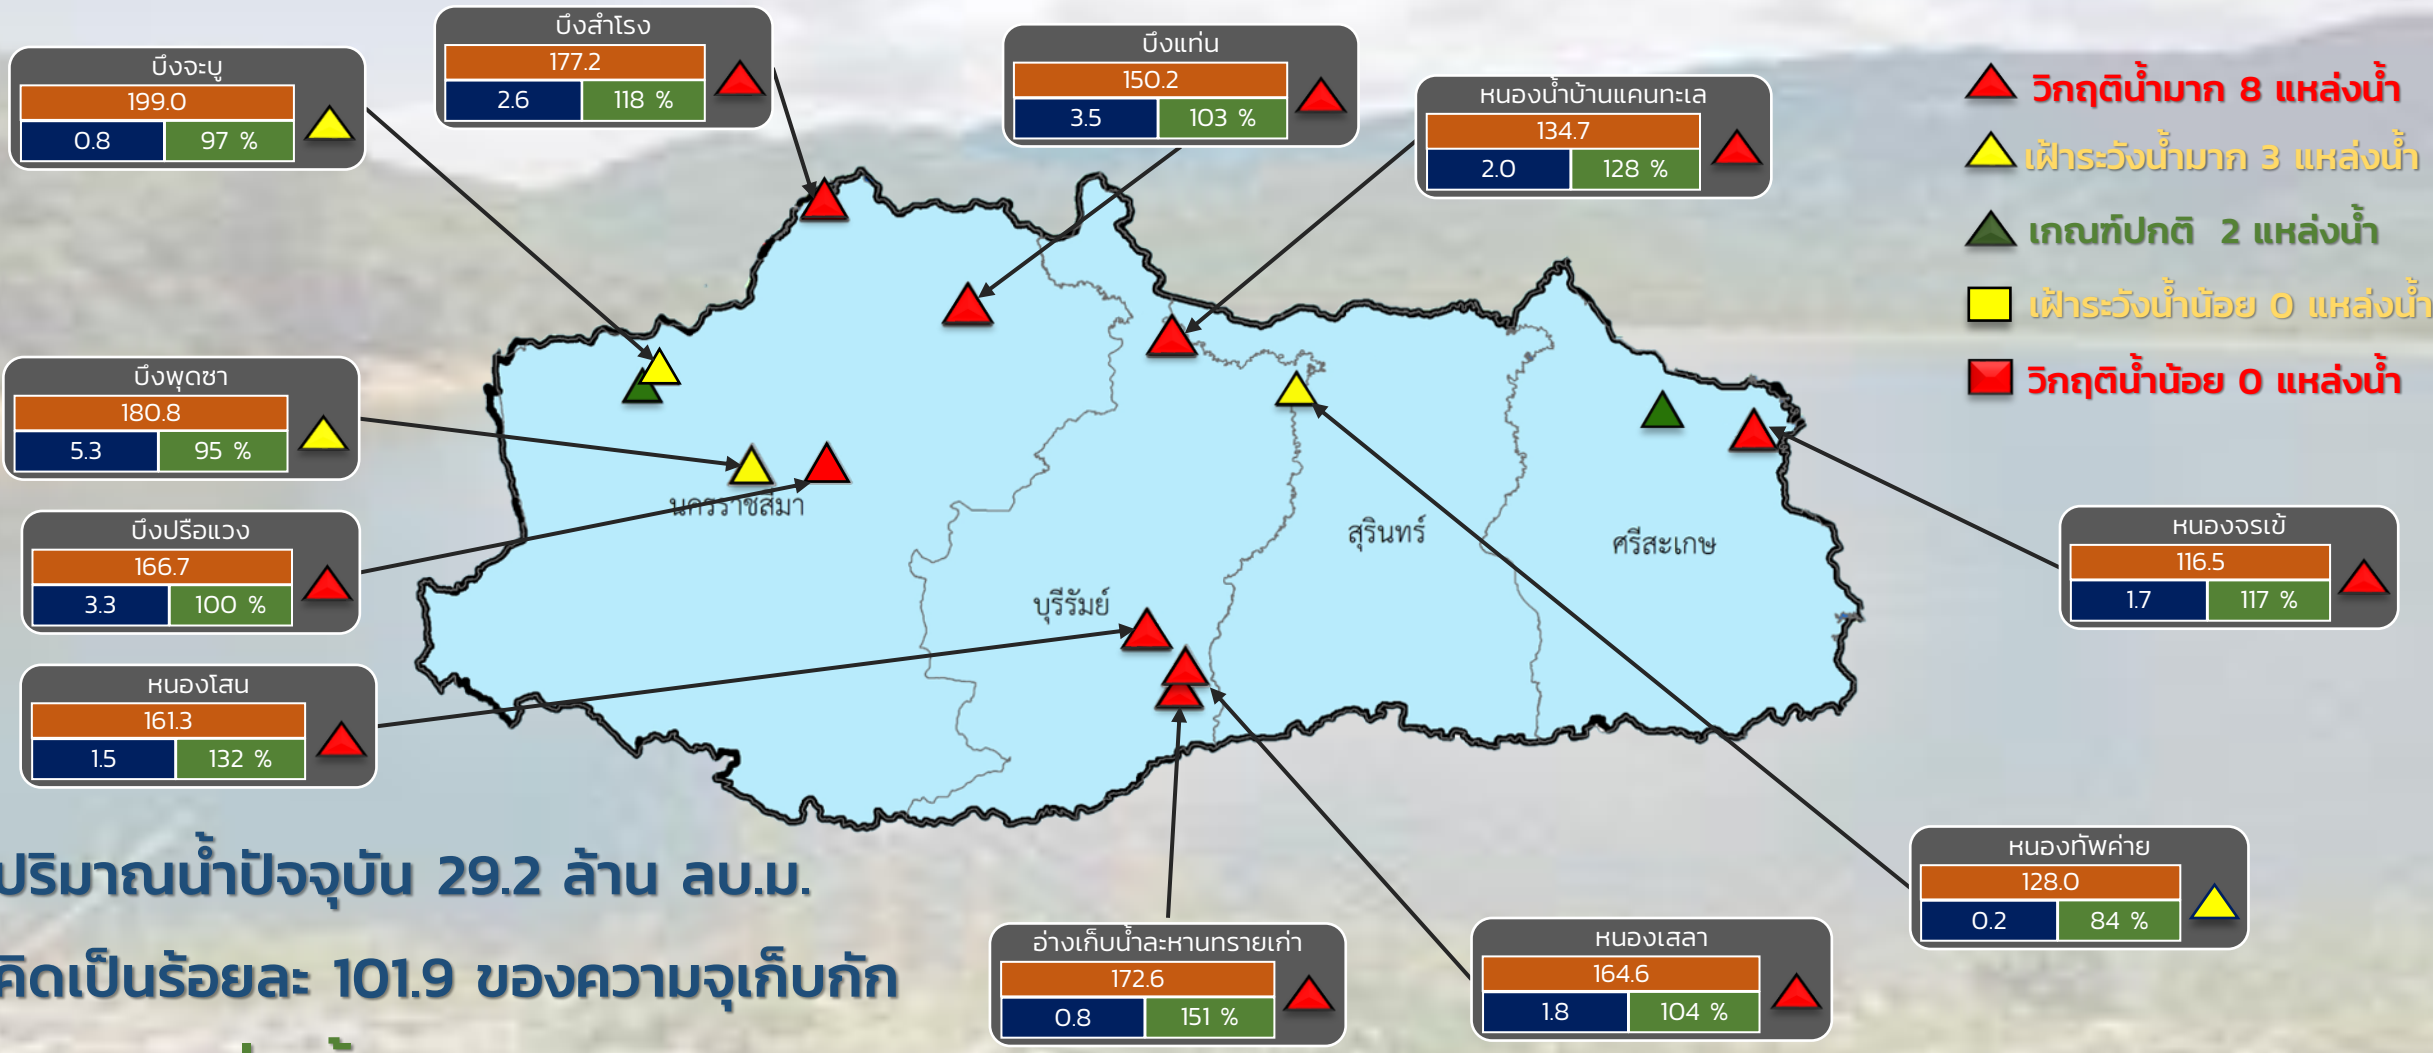 บึงจะบู
199.0
0.8 97 %
บึงสำโรง
177.2
2.6 118 %
บึงแท่น
150.2
3.5 103 %
หนองน้ำบ้านแคนทะเล
134.7
2.0 128 %
วิกฤติน้ำมาก 8 แหล่งน้ำ
เฝ้าระวังน้ำมาก 3 แหล่งน้ำ
เกณฑ์ปกติ 2 แหล่งน้ำ
เฝ้าระวังน้ำน้อย 0 แหล่งน้ำ
วิกฤติน้ำน้อย 0 แหล่งน้ำ
บึงพุดซา
180.8
5.3 95 %
บึงปรือแวง
166.7
3.3 100 %
หนองโสน
161.3
1.5 132 %
นครราชสีมา
บุรีรัมย์
สุรินทร์
ศรีสะเกษ
หนองจรเข้
116.5
1.7 117 %
หนองทัพค่าย
128.0
0.2 84 %
อ่างเก็บน้ำละหานทรายเก่า
172.6
0.8 151 %
หนองเสลา
164.6
1.8 104 %
ปริมาณน้ำปัจจุบัน 29.2 ล้าน ลบ.ม.
คิดเป็นร้อยละ 101.9 ของความจุเก็บกัก